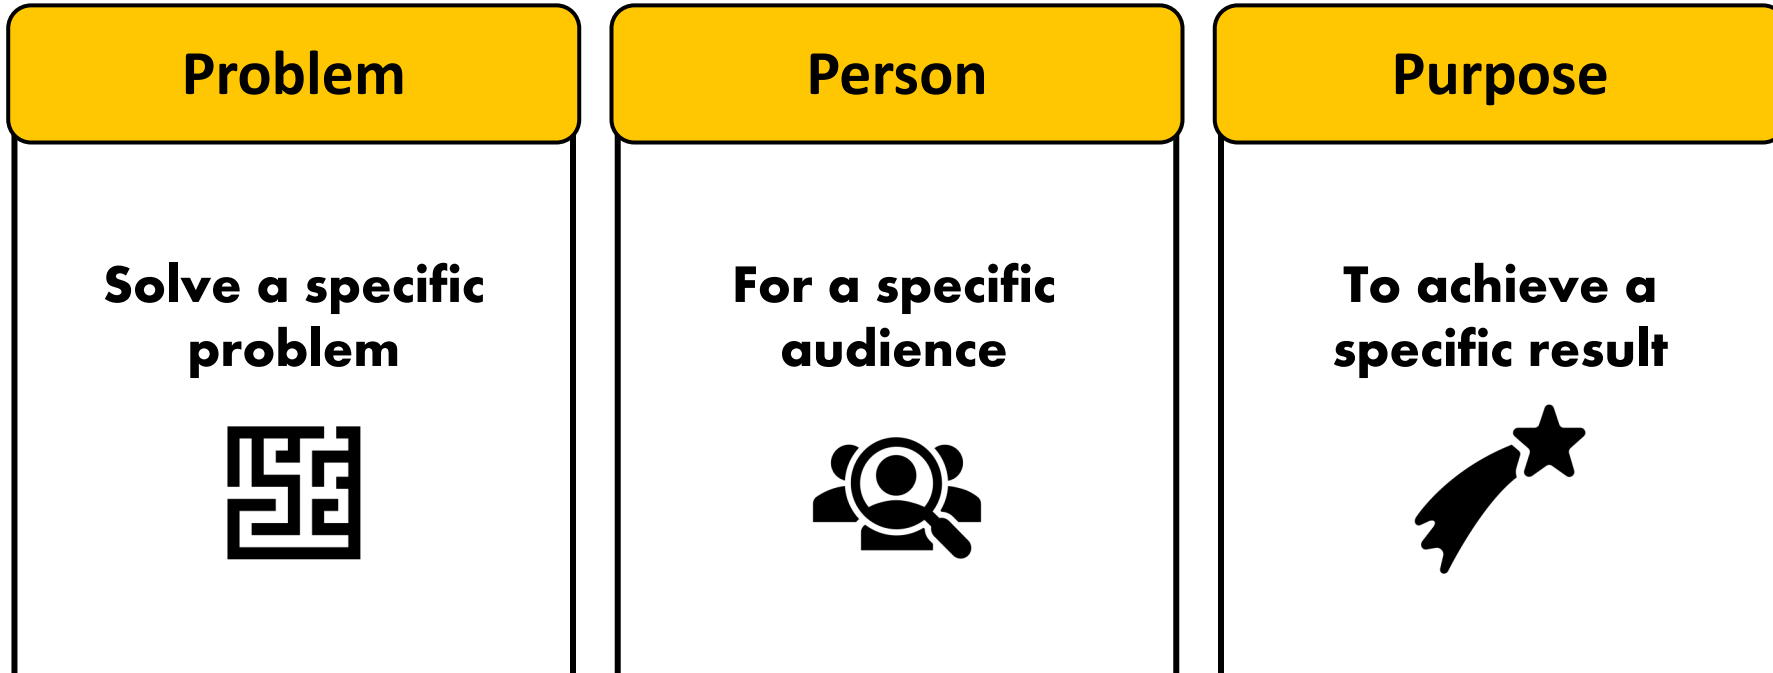 Problem
Solve a specific
problem
Person
For a specific
audience
Purpose
To achieve a
specific result